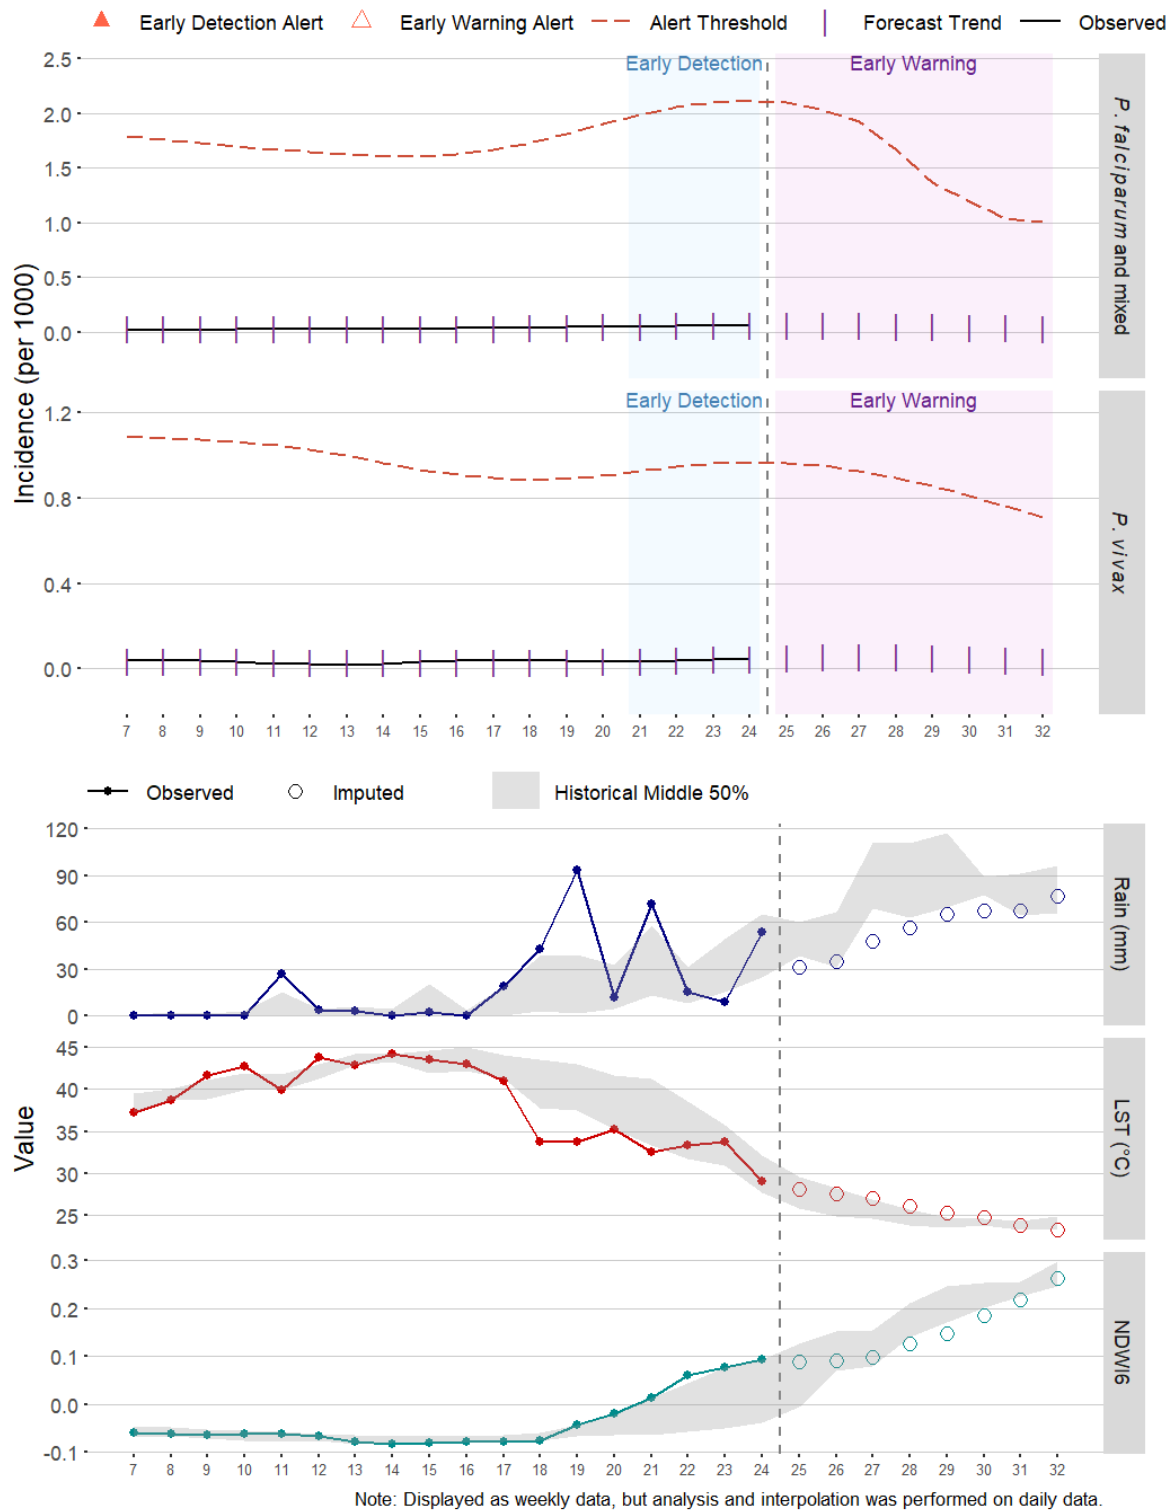 Early Detection Alert Early Warning Alert Alert Threshold Forecast Trend Observed
Early Detection Early Warning
2.5
2.0
1.5
1.0
0.5
0.0
P. falciparum and mixed
Early Detection Early Warning
1.2
0.8
0.4
0.0
P. vivax
Incidence (per 1000)
7 8 9 10 11 12 13 14 15 16 17 18 19 20 21 22 23 24 25 26 27 28 29 30 31 32
Observed Imputed Historical Middle 50%
120
90
60
30
0
Rain (mm)
45
40
35
30
25
LST (°C)
0.3
0.2
0.1
0.0
-0.1
NDWI6
Value
7 8 9 10 11 12 13 14 15 16 17 18 19 20 21 22 23 24 25 26 27 28 29 30 31 32
Note: Displayed as weekly data, but analysis and interpolation was performed on daily data.